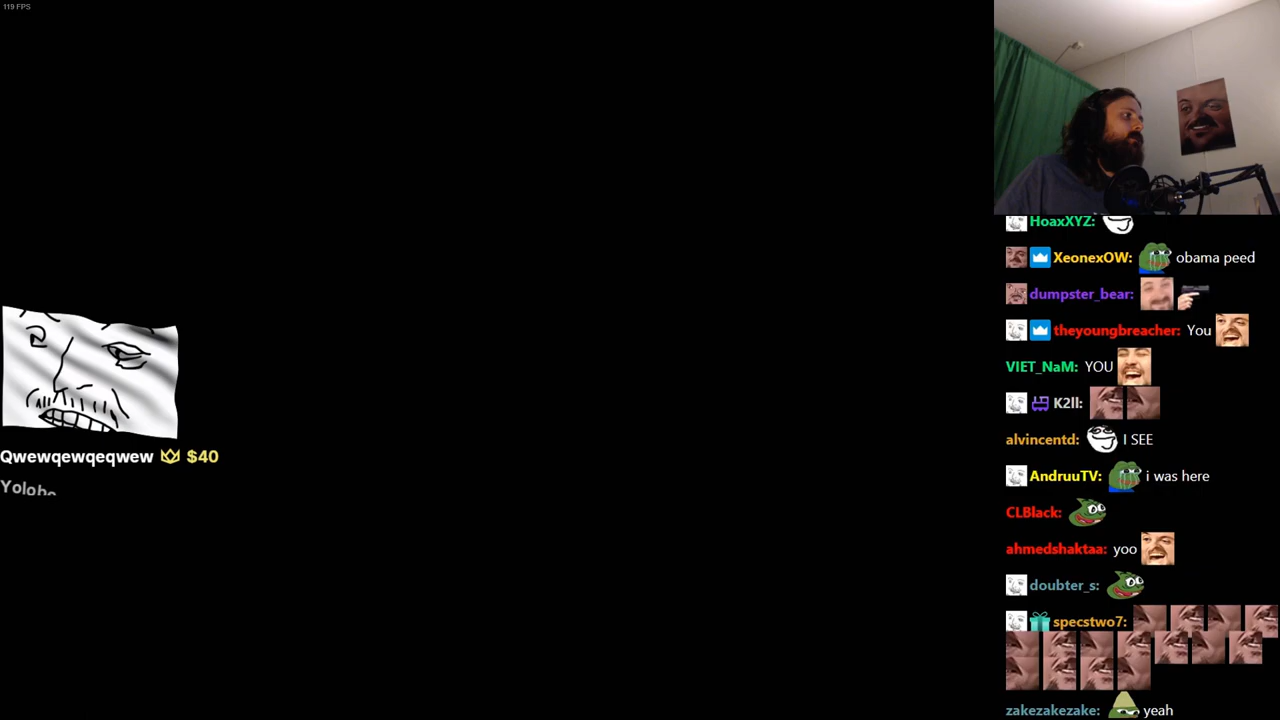 119 FPS
HoaxXYZ:
XeonexOW: obama peed
dumpster_bear:
theyoungbreacher: You
VIET_NaM: YOU
K2ll:
alvincentd: I SEE
AndruuTV: i was here
CLBlack:
ahmedshaktaa: yoo
doubter_s:
specstwo7:
zakezakezake: yeah
Qwewqewqeqwew $40